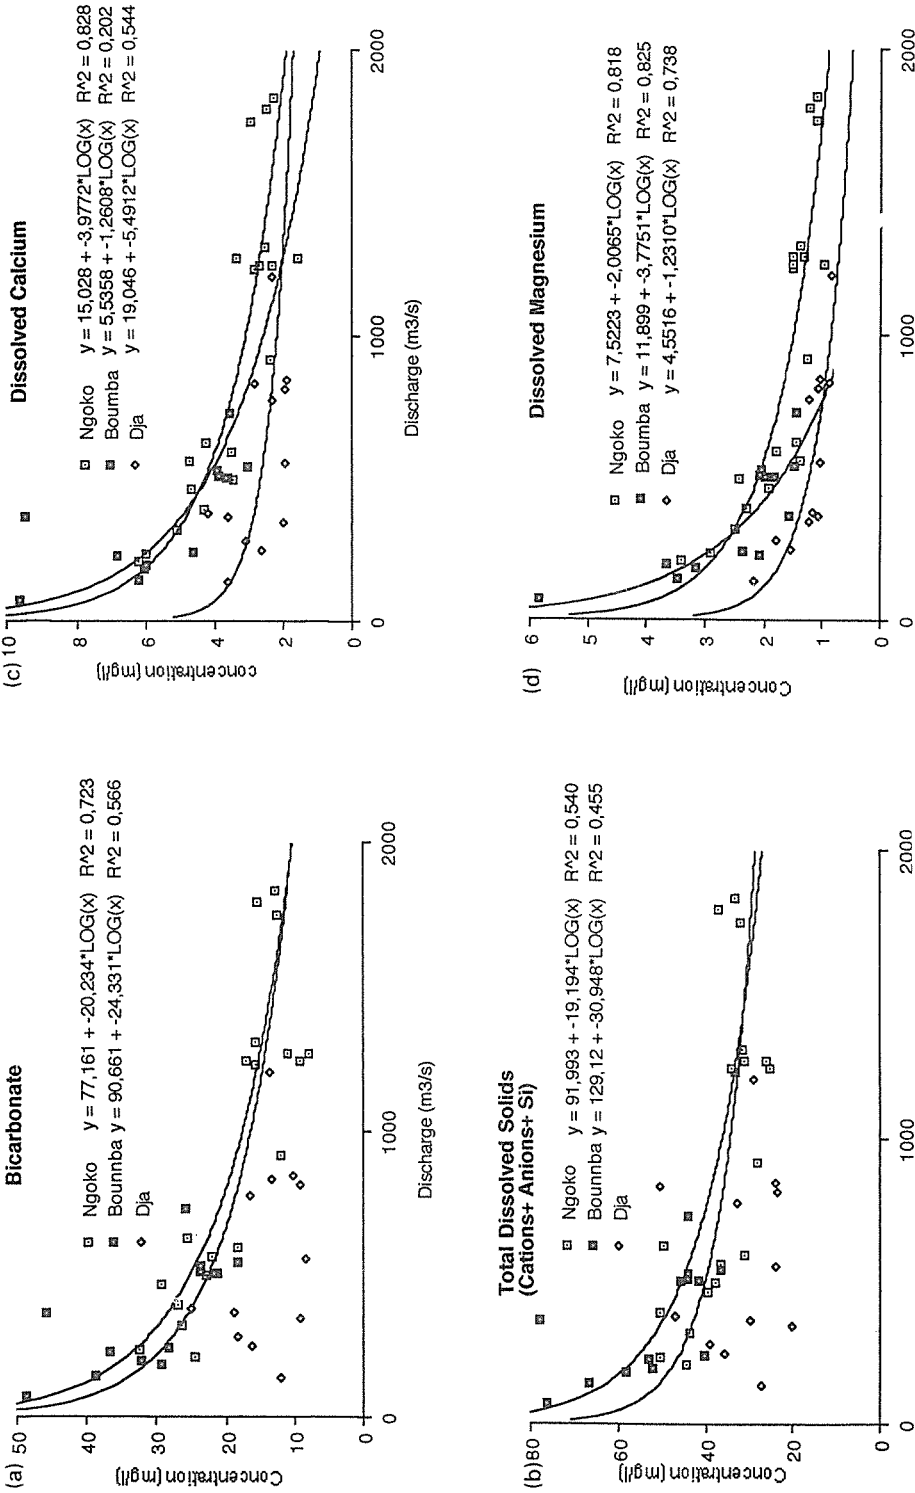 (a)
Bicarbonate
Ngoko y = 77,161 + -20,234*LOG(x) R^2 = 0,723
Bounnba y = 90,661 + -24,331*LOG(x) R^2 = 0,566
Dja
Concentration (mg/l)
50
40
30
20
10
0
0
1000
2000
Discharge (m3/s)
(c)
Dissolved Calcium
Ngoko y = 15,028 + -3,9772*LOG(x) R^2 = 0,828
Boumba y = 5,5358 + -1,2608*LOG(x) R^2 = 0,202
Dja y = 19,046 + -5,4912*LOG(x) R^2 = 0,544
concentration (mg/l)
10
8
6
4
2
0
0
1000
2000
Discharge (m3/s)
(b)
Total Dissolved Solids
(Cations+ Anions+ Si)
Ngoko y = 91,993 + -19,194*LOG(x) R^2 = 0,540
Bounnba y = 129,12 + -30,948*LOG(x) R^2 = 0,455
Dja
Concentration (mg/l)
80
60
40
20
0
0
1000
2000
(d)
Dissolved Magnesium
Ngoko y = 7,5223 + -2,0065*LOG(x) R^2 = 0,818
Boumba y = 11,899 + -3,7751*LOG(x) R^2 = 0,825
Dja y = 4,5516 + -1,2310*LOG(x) R^2 = 0,738
Concentration (mg/l)
6
5
4
3
2
1
0
0
1000
2000